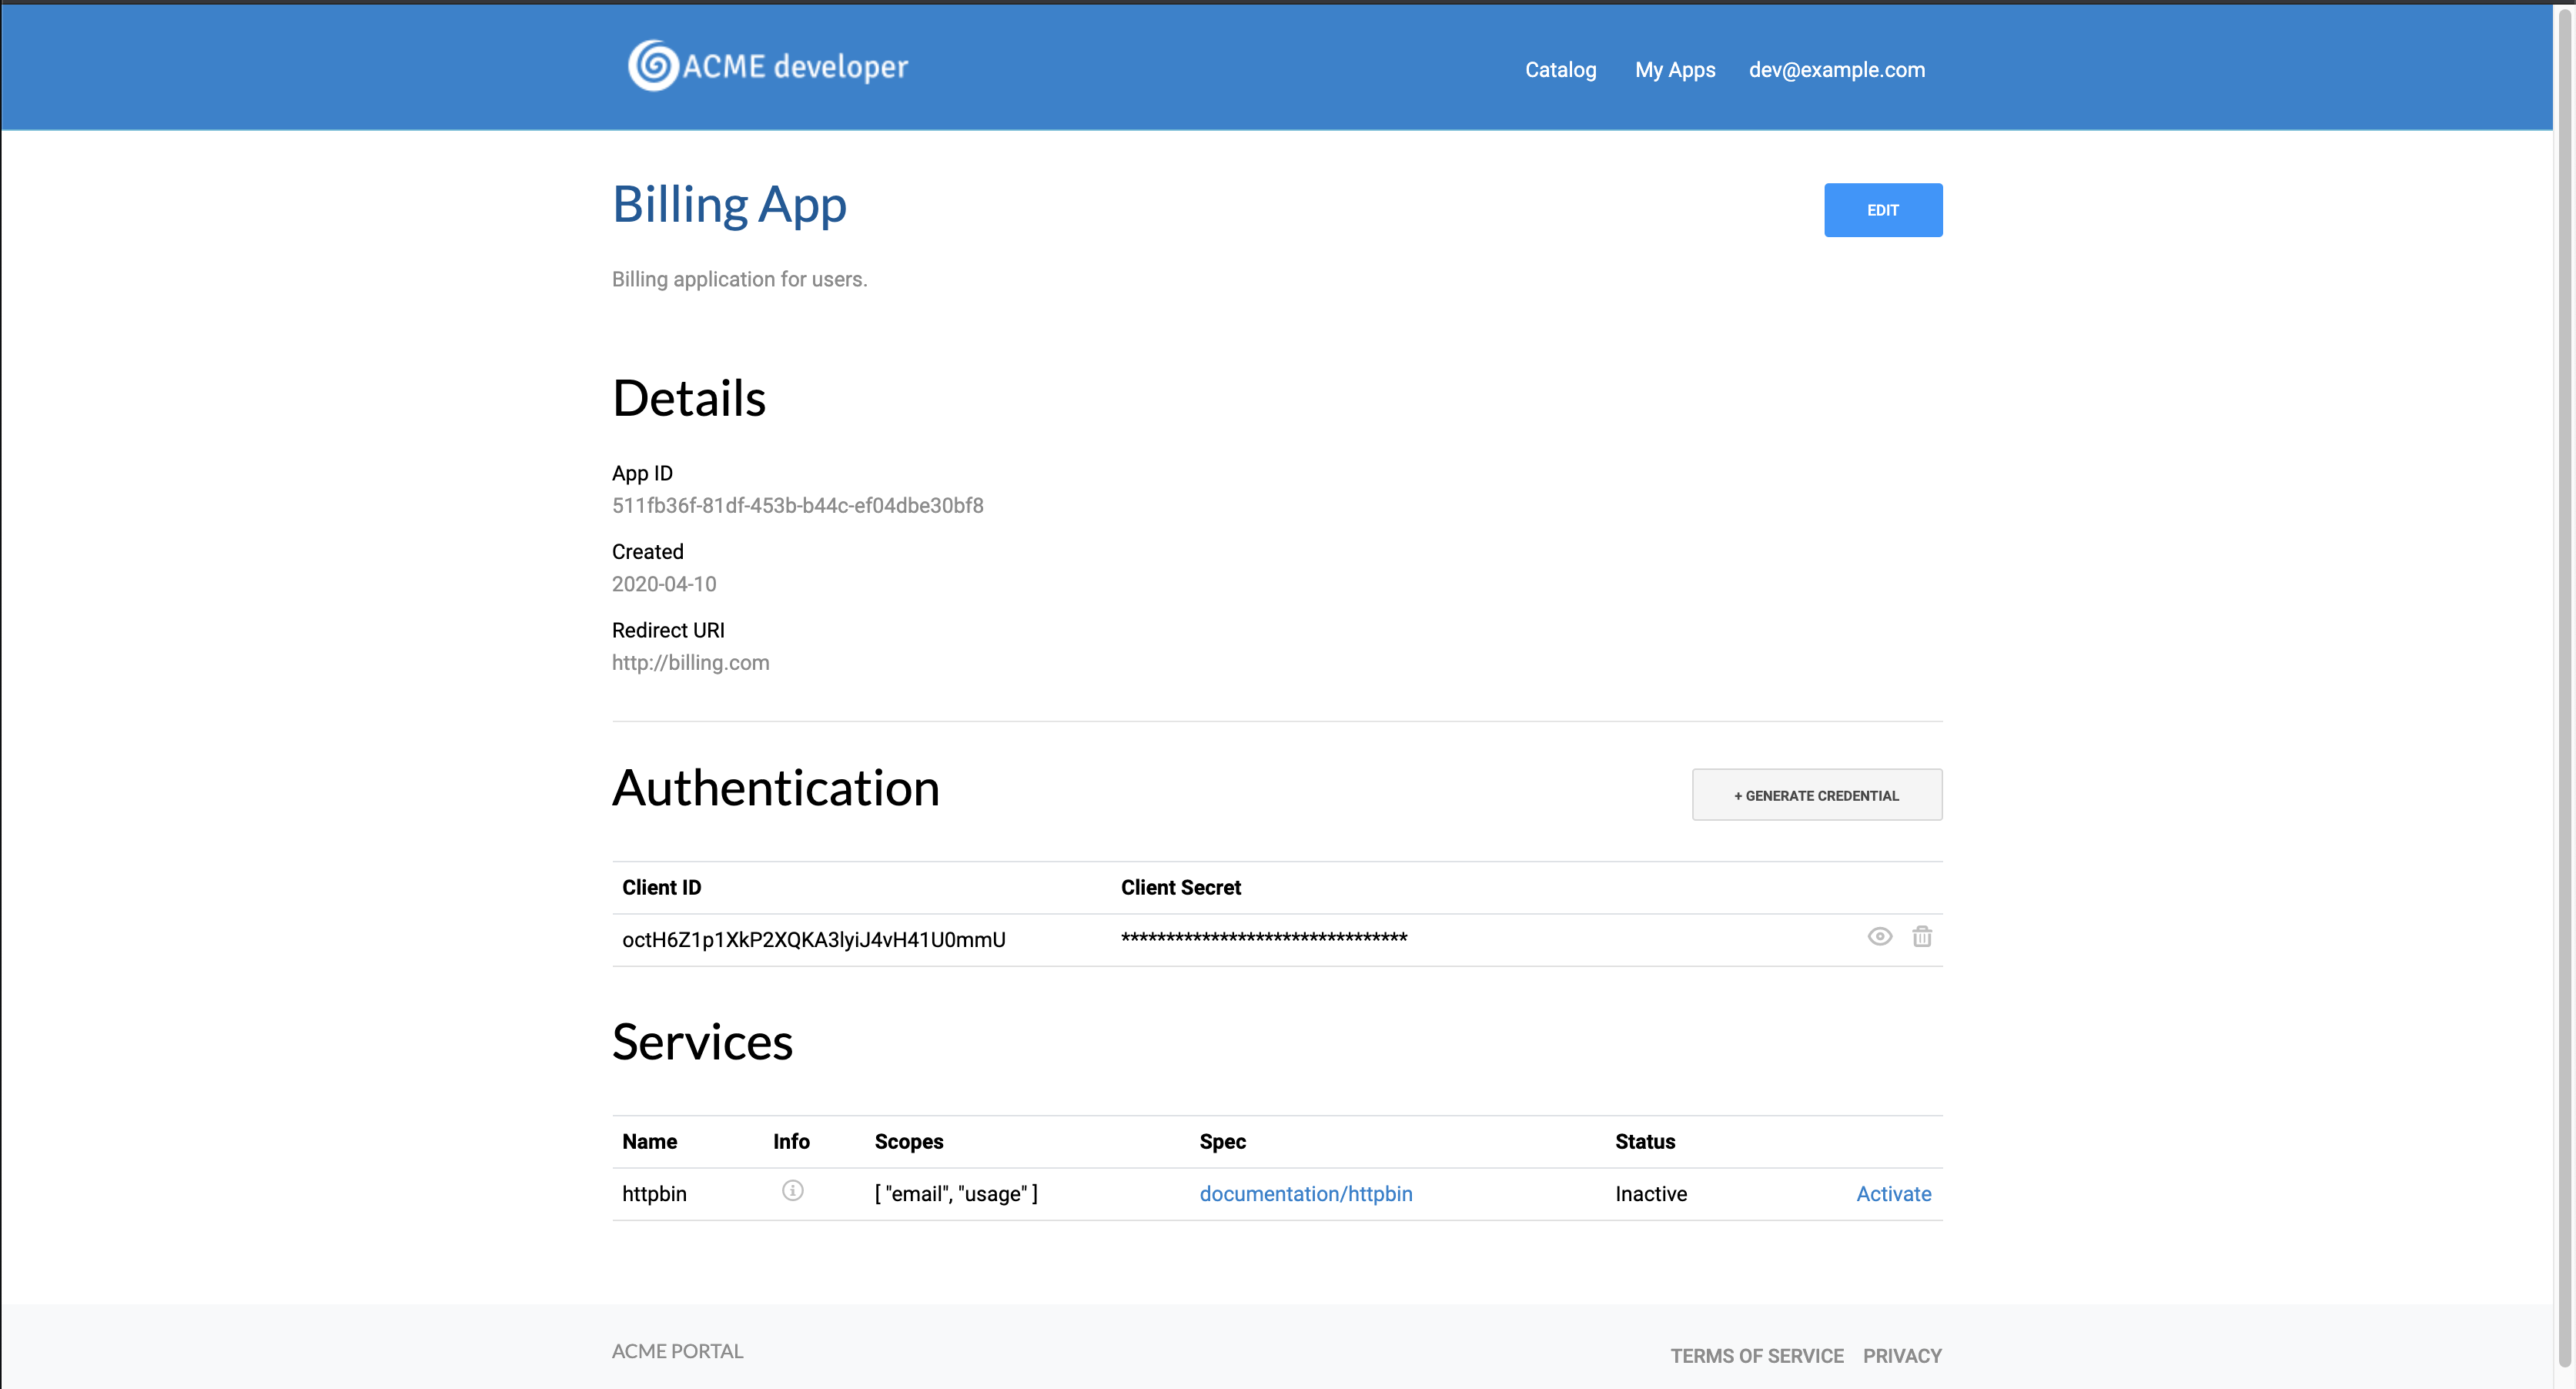 ACME developer
Catalog My Apps dev@example.com
Billing App
EDIT
Billing application for users.
Details
App ID
511fb36f-81df-453b-b44c-ef04dbe30bf8
Created
2020-04-10
Redirect URI
http://billing.com
Authentication
+ GENERATE CREDENTIAL
Client ID Client Secret
octH6Z1p1XkP2XQKA3lyiJ4vH41U0mmU ********************************
Services
Name Info Scopes Spec Status
httpbin [ "email", "usage" ] documentation/httpbin Inactive Activate
ACME PORTAL
TERMS OF SERVICE PRIVACY